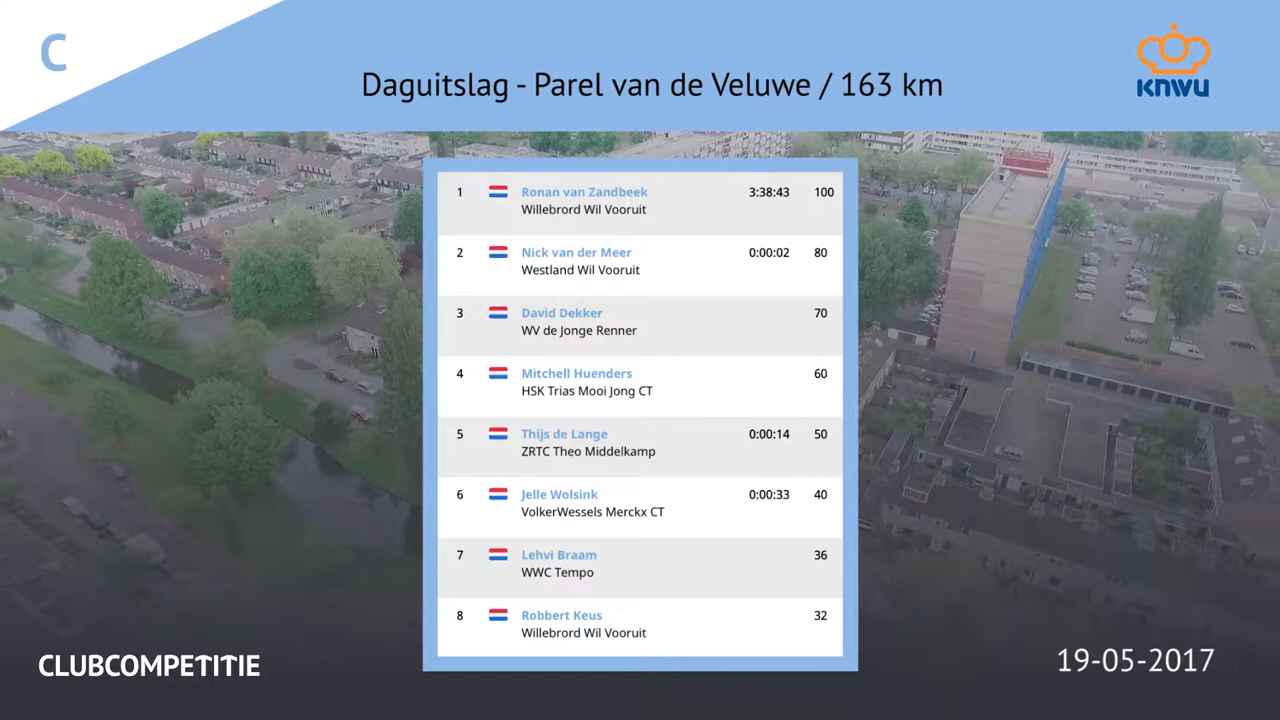 C
Daguitslag - Parel van de Veluwe / 163 km
KNWU
1 Ronan van Zandbeek 3:38:43 100
Willebrord Wil Vooruit
2 Nick van der Meer 0:00:02 80
Westland Wil Vooruit
3 David Dekker 70
WV de Jonge Renner
4 Mitchell Huenders 60
HSK Trias Mooi Jong CT
5 Thijs de Lange 0:00:14 50
ZRTC Theo Middelkamp
6 Jelle Wolsink 0:00:33 40
VolkerWessels Merckx CT
7 Lehvi Braam 36
WWC Tempo
8 Robbert Keus 32
Willebrord Wil Vooruit
CLUBCOMPETITIE
19-05-2017